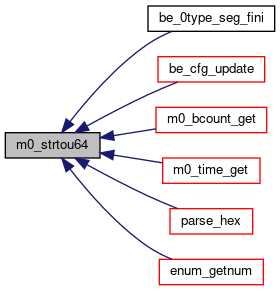 be_0type_seg_fini
be_cfg_update
m0_bcount_get
m0_strtou64
m0_time_get
parse_hex
enum_getnum